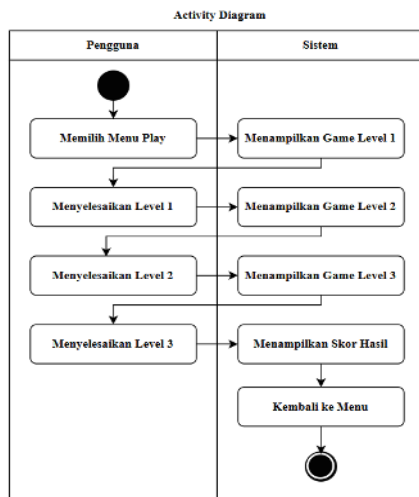 Activity Diagram
Pengguna
Sistem
Memilih Menu Play
Menampilkan Game Level 1
Menyelesaikan Level 1
Menampilkan Game Level 2
Menyelesaikan Level 2
Menampilkan Game Level 3
Menyelesaikan Level 3
Menampilkan Skor Hasil
Kembali ke Menu